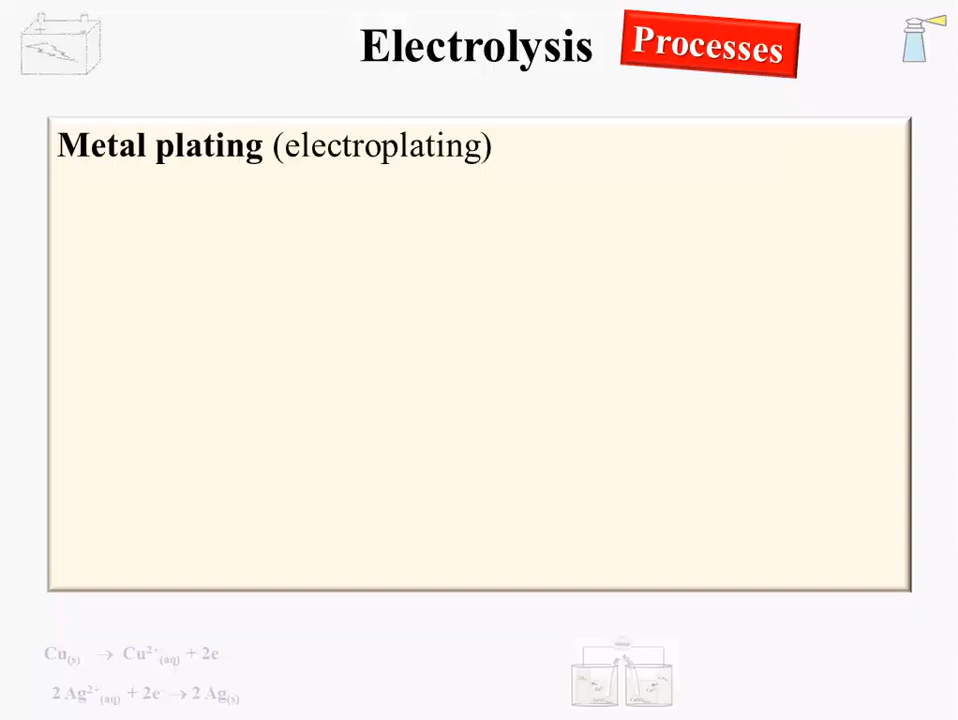 Electrolysis Processes
Metal plating (electroplating)
Cu(s) → Cu2+(aq) + 2e
2 Ag2+(aq) + 2e → 2 Ag(s)